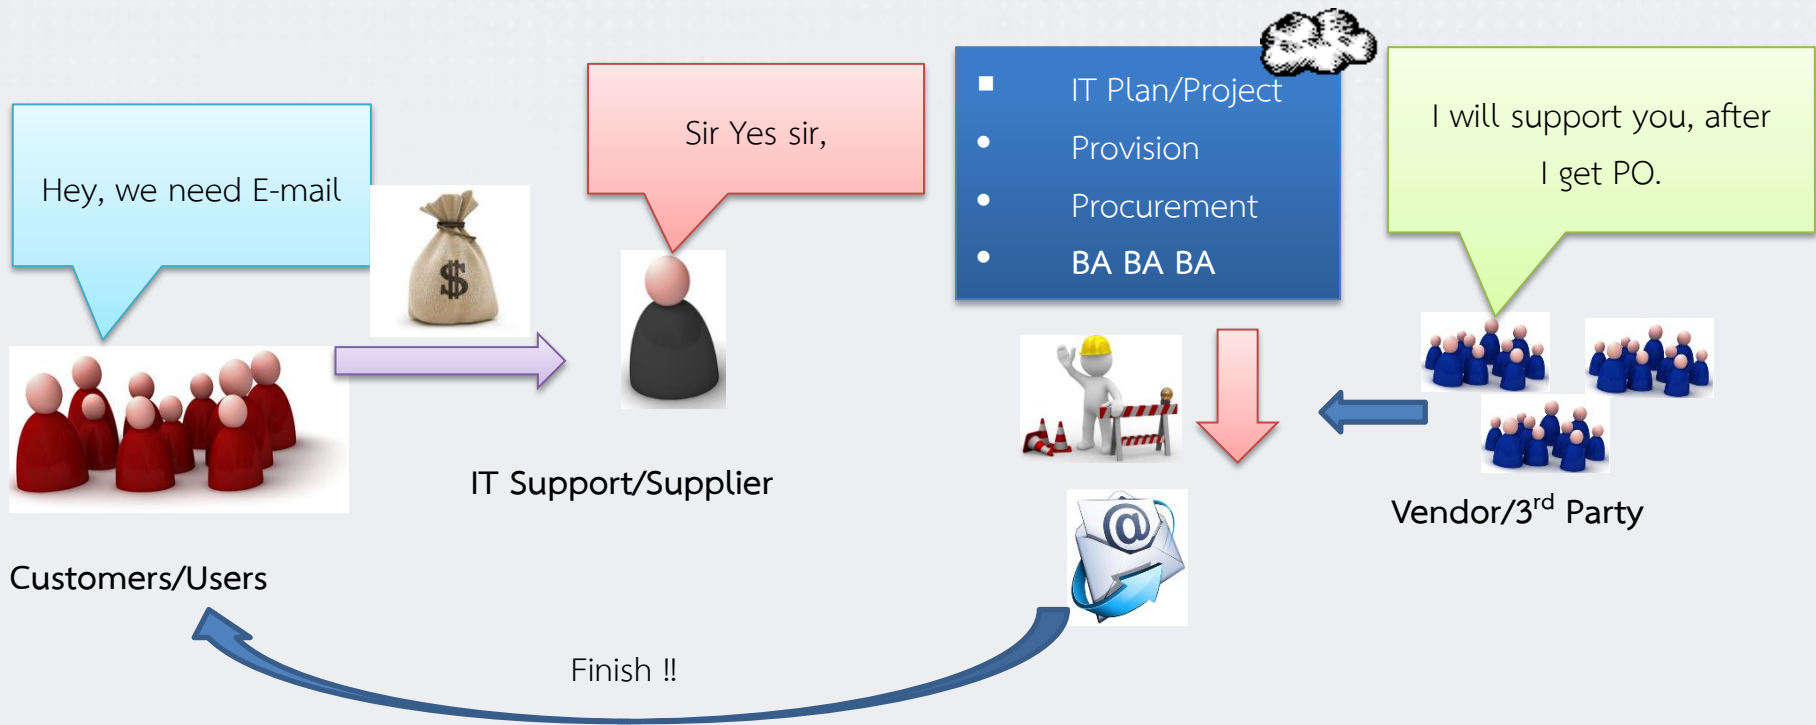 Hey, we need E-mail
$
Sir Yes sir,
IT Plan/Project
Provision
Procurement
BA BA BA
I will support you, after
I get PO.
IT Support/Supplier
@
Vendor/3rd Party
Customers/Users
Finish !!